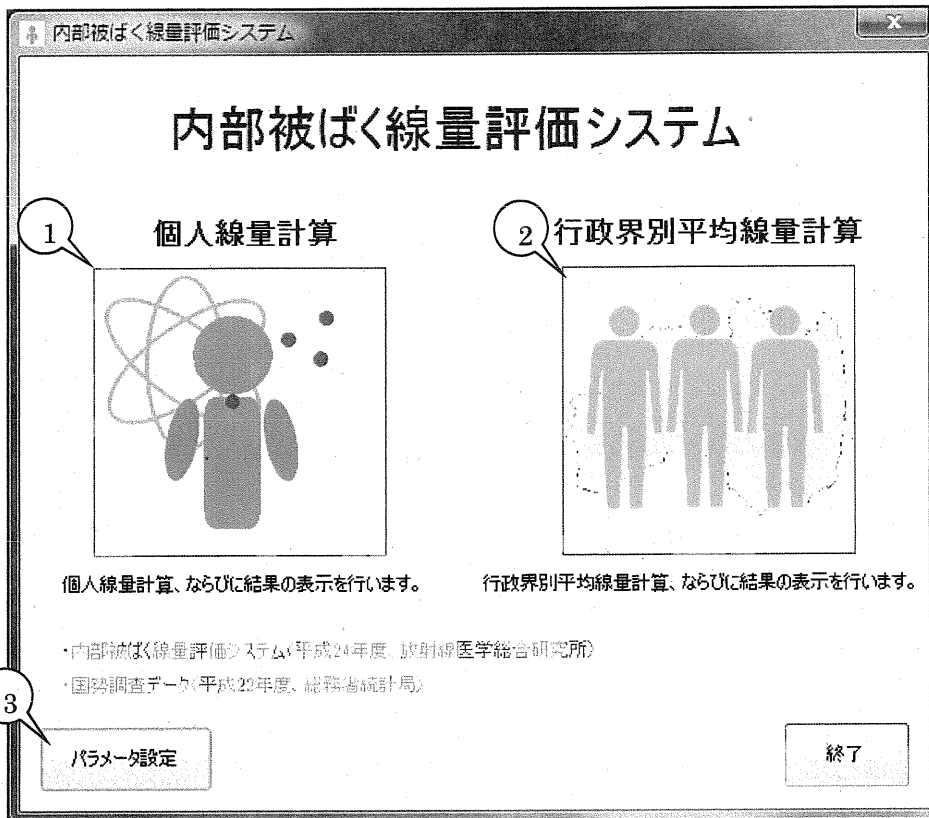 内部被ばく線量評価システム
X
内部被ばく線量評価システム
1
個人線量計算
2
行政界別平均線量計算
個人線量計算、ならびに結果の表示を行います。
行政界別平均線量計算、ならびに結果の表示を行います。
・内部被ばく線量評価システム(平成24年度、放射線医学総合研究所)
・国勢調査データ(平成22年度、総務省統計局)
3
パラメータ設定
終了